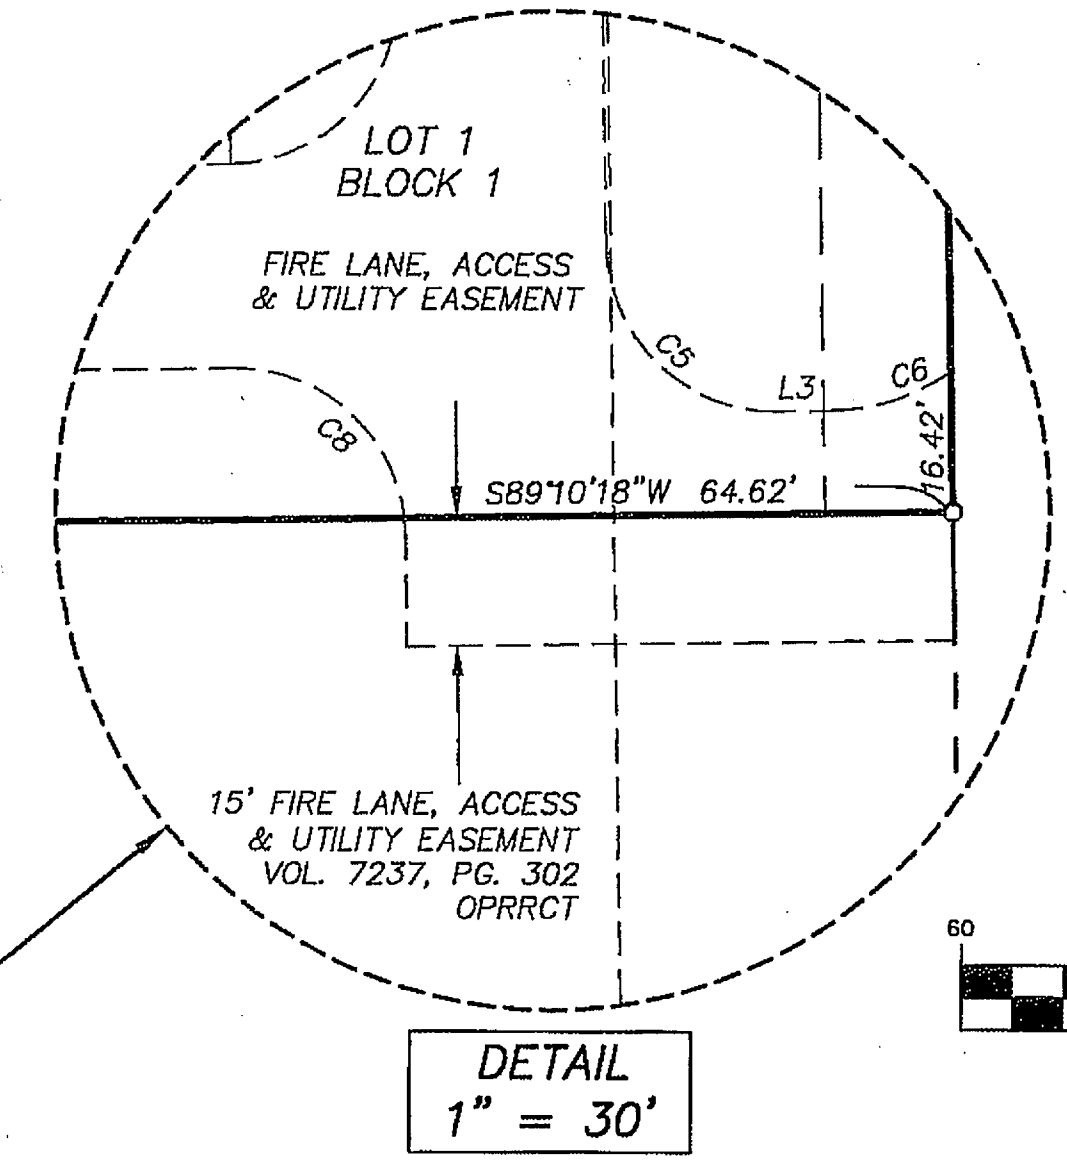 LOT 1
BLOCK 1
FIRE LANE, ACCESS
& UTILITY EASEMENT
C5
L3
C6
C8
16.42'
S89°10'18"W 64.62'
15' FIRE LANE, ACCESS
& UTILITY EASEMENT
VOL. 7237, PG. 302
OPRRCT
60
DETAIL
1" = 30'